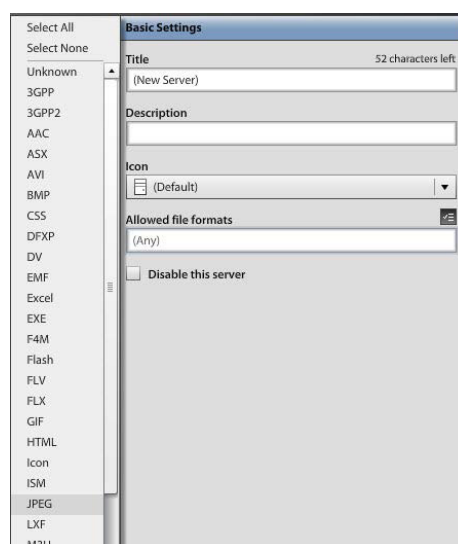 Select All
Select None
Unknown
3GPP
3GPP2
AAC
ASX
AVI
BMP
CSS
DFXP
DV
EMF
Excel
EXE
F4M
Flash
FLV
FLX
GIF
HTML
Icon
ISM
JPEG
LXF
Basic Settings
Title 52 characters left
(New Server)
Description
Icon
(Default)
Allowed file formats
(Any)
Disable this server